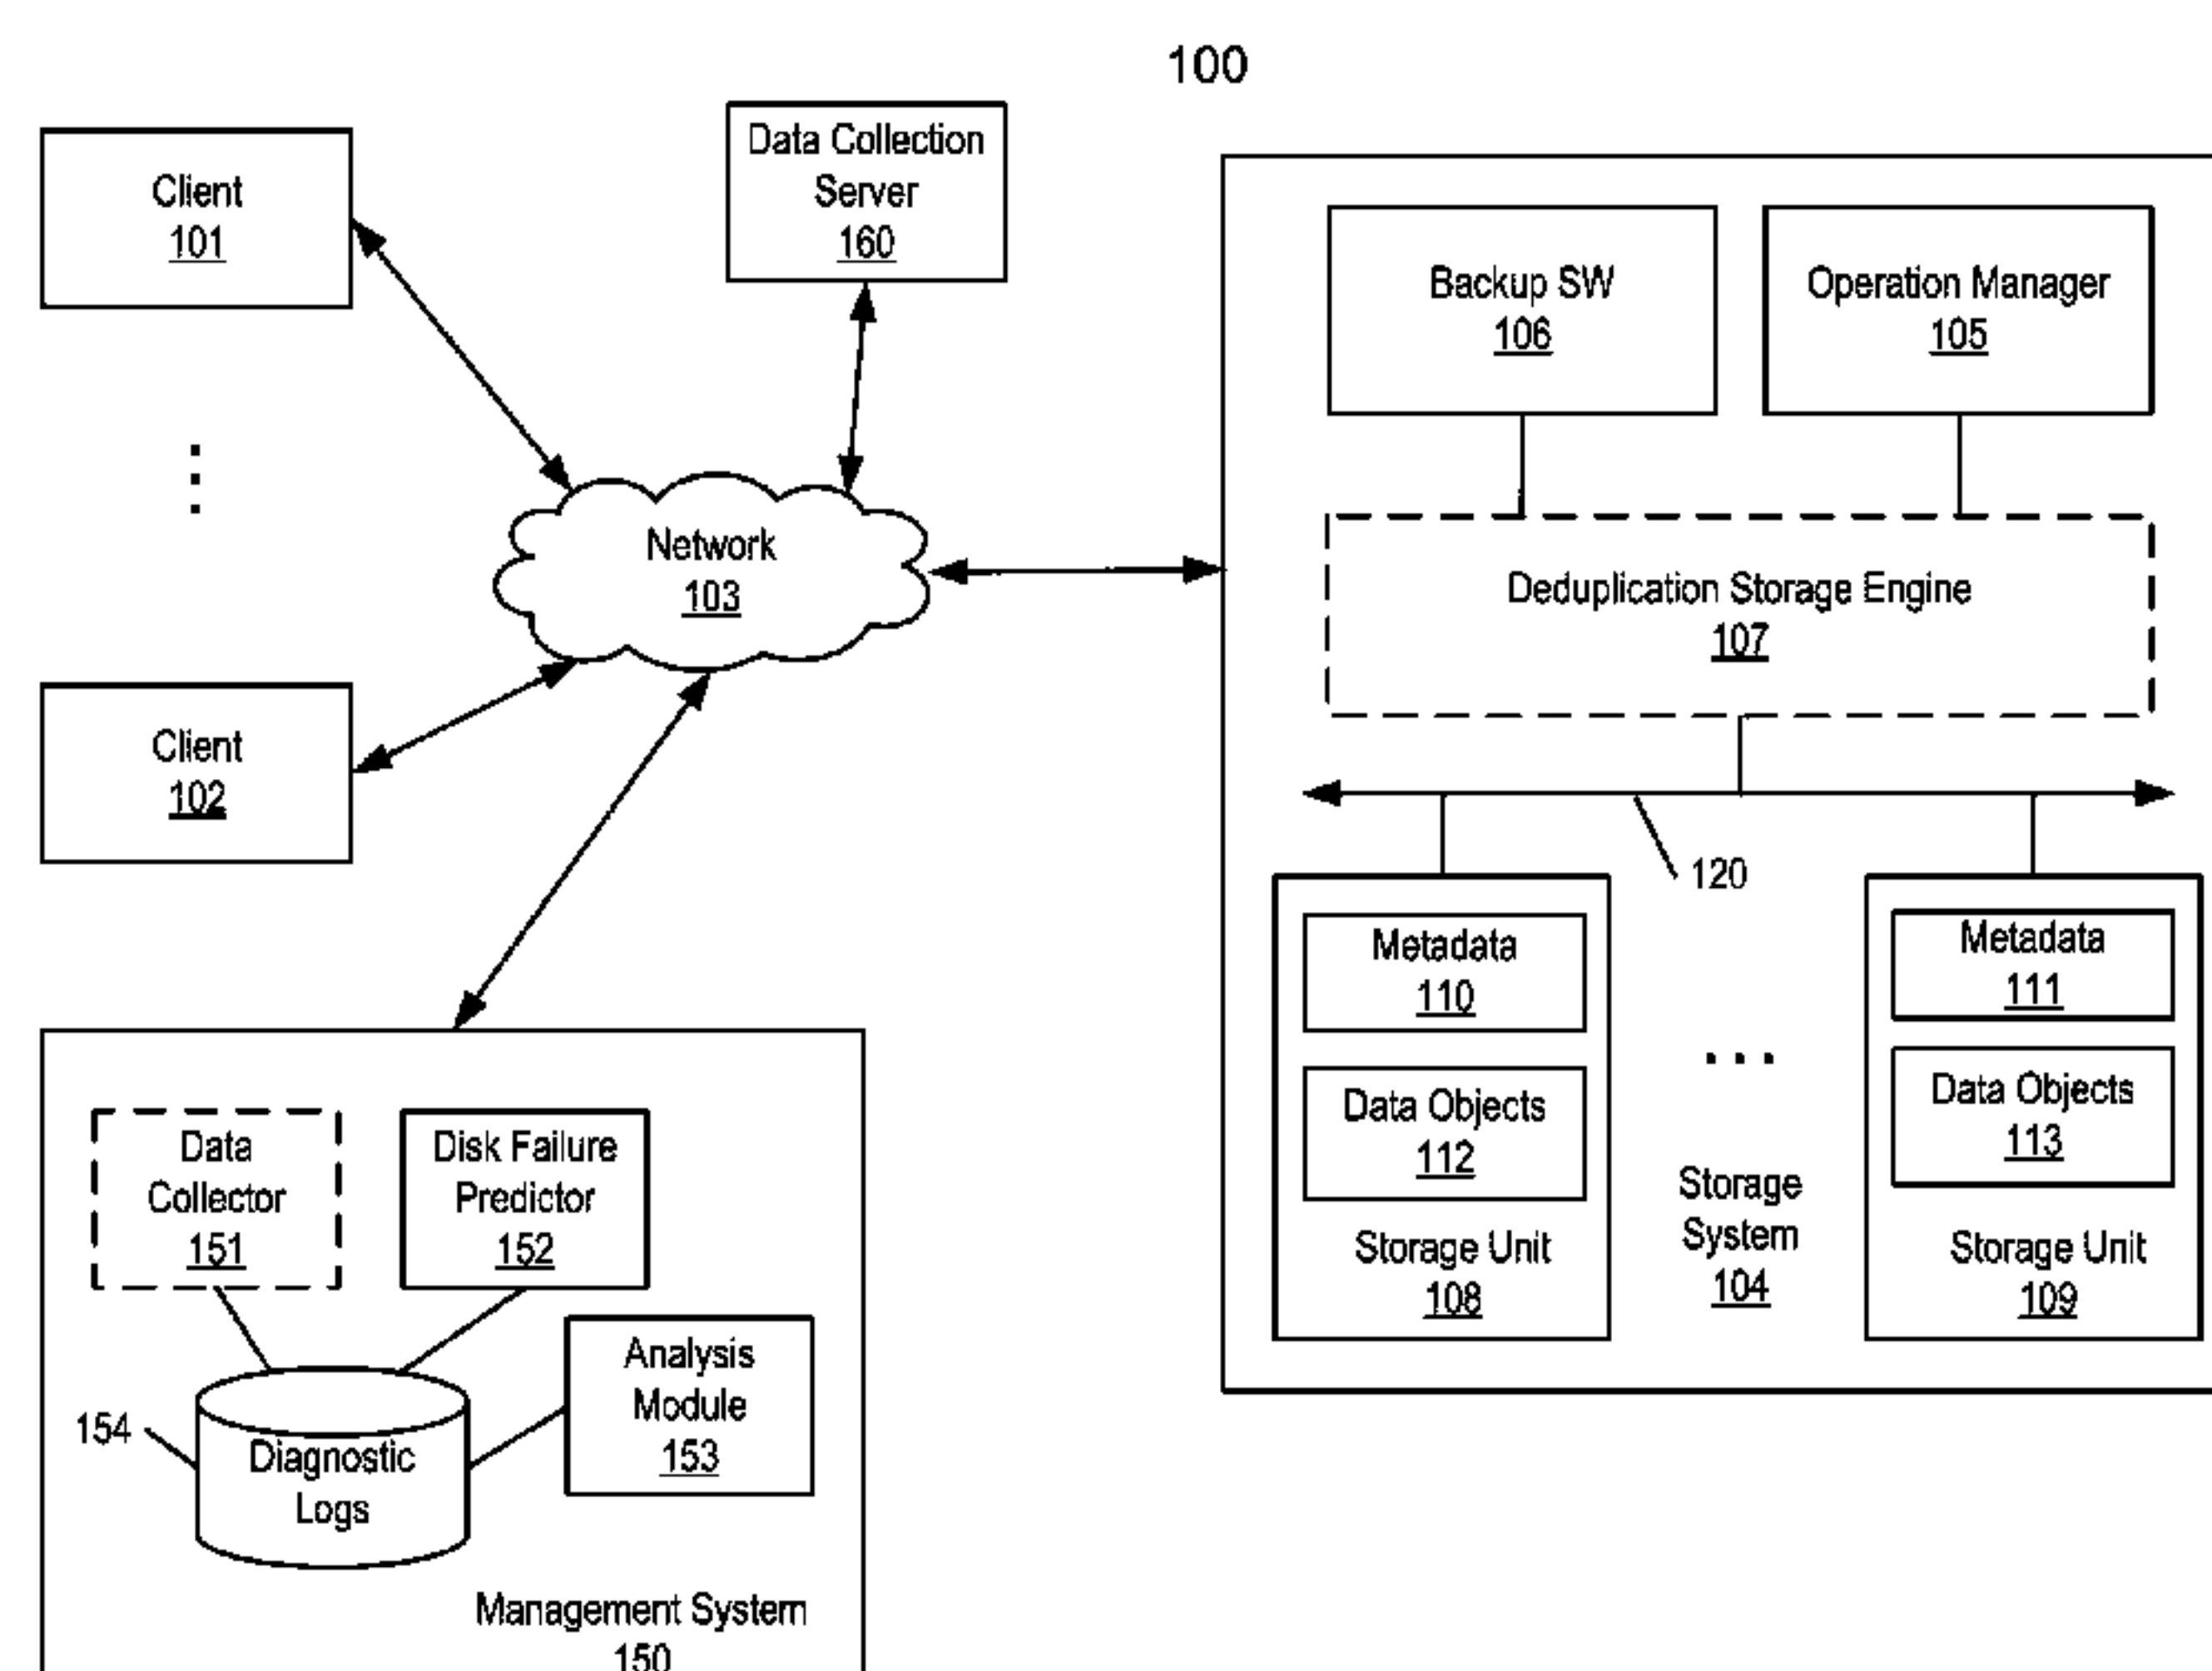 100
Client
101
Data Collection
Server
160
Backup SW
106
Operation Manager
105
Network
103
Deduplication Storage Engine
107
Client
102
120
Metadata
110
Data Objects
112
Storage Unit
108
Storage
System
104
Metadata
111
Data Objects
113
Storage Unit
109
Data
Collector
151
Disk Failure
Predictor
152
Analysis
Module
153
154
Diagnostic
Logs
Management System
150